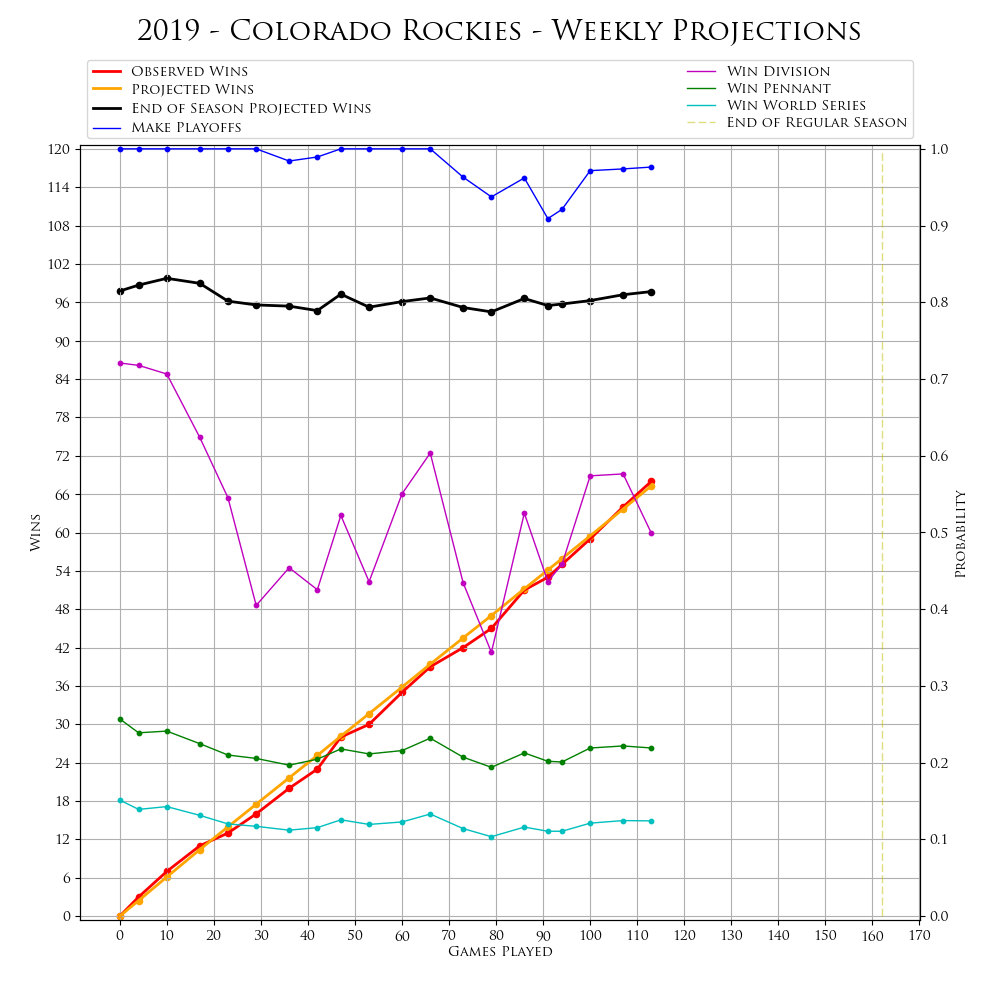 2019 - Colorado Rockies - Weekly Projections
Observed Wins
Projected Wins
End of Season Projected Wins
Make Playoffs
Win Division
Win Pennant
Win World Series
End of Regular Season
120
114
108
102
96
90
84
78
72
66
60
54
48
42
36
30
24
18
12
6
0
Wins
1.0
0.9
0.8
0.7
0.6
0.5
0.4
0.3
0.2
0.1
0.0
Probability
0 10 20 30 40 50 60 70 80 90 100 110 120 130 140 150 160 170
Games Played